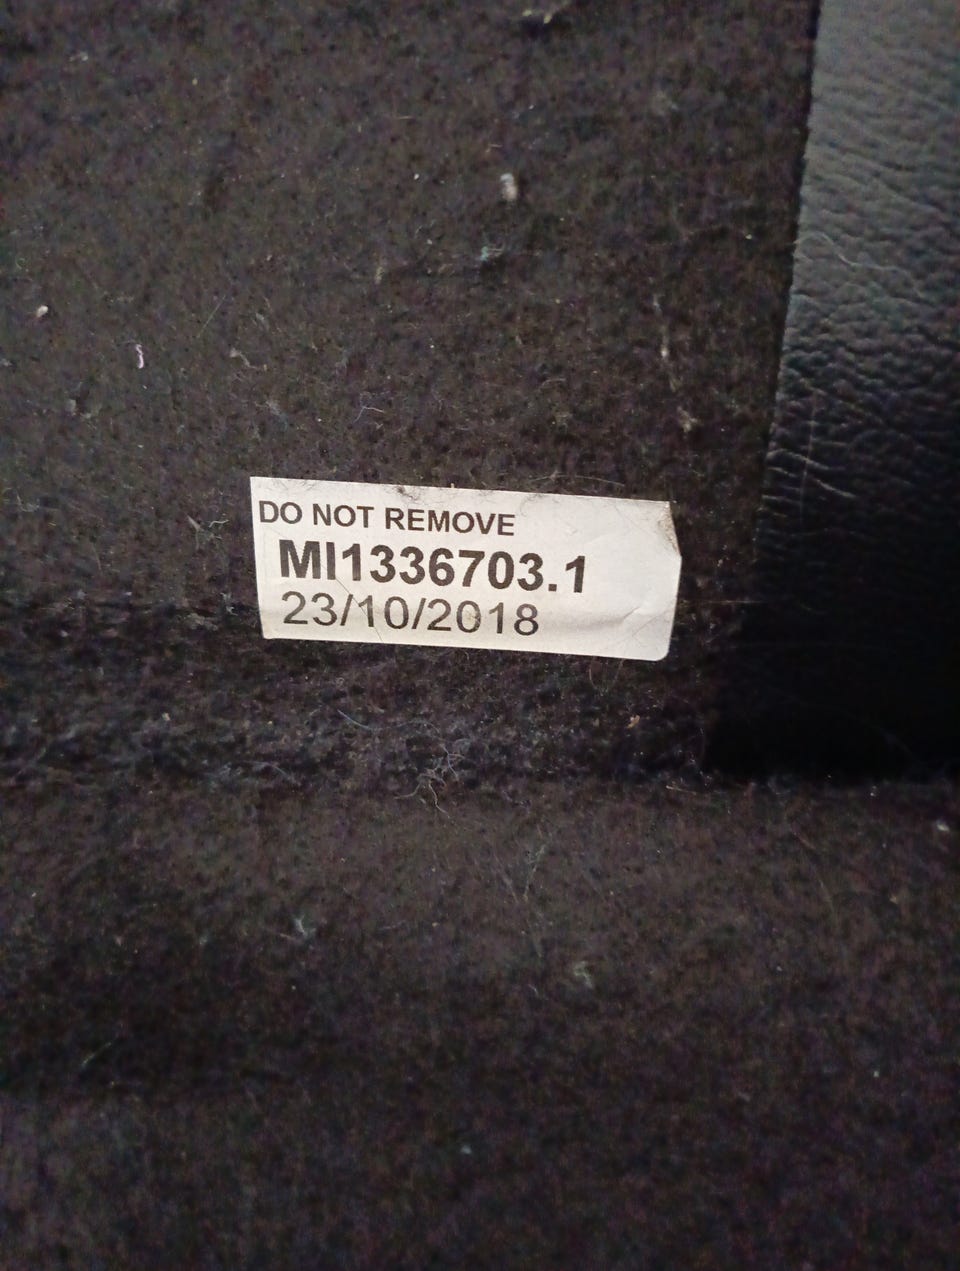 DO NOT REMOVE
MI1336703.1
23/10/2018